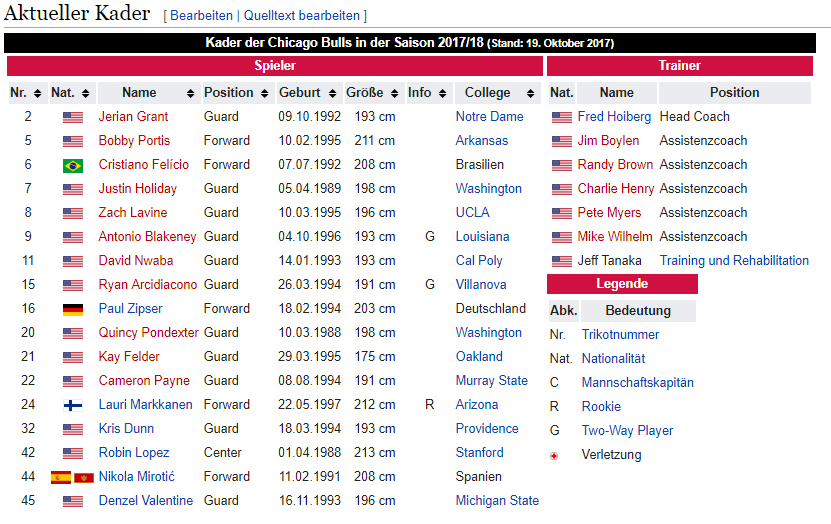 Aktueller Kader [ Bearbeiten | Quelltext bearbeiten ]
Kader der Chicago Bulls in der Saison 2017/18 (Stand: 19. Oktober 2017)
Spieler
Nr. Nat. Name Position Geburt Größe Info College
2 Jerian Grant Guard 09.10.1992 193 cm Notre Dame
5 Bobby Portis Forward 10.02.1995 211 cm Arkansas
6 Cristiano Felício Forward 07.07.1992 208 cm Brasilien
7 Justin Holiday Guard 05.04.1989 198 cm Washington
8 Zach Lavine Guard 10.03.1995 196 cm UCLA
9 Antonio Blakeney Guard 04.10.1996 193 cm G Louisiana
11 David Nwaba Guard 14.01.1993 193 cm Cal Poly
15 Ryan Arcidiacono Guard 26.03.1994 191 cm G Villanova
16 Paul Zipser Forward 18.02.1994 203 cm Deutschland
20 Quincy Pondexter Guard 10.03.1988 198 cm Washington
21 Kay Felder Guard 29.03.1995 175 cm Oakland
22 Cameron Payne Guard 08.08.1994 191 cm Murray State
24 Lauri Markkanen Forward 22.05.1997 212 cm R Arizona
32 Kris Dunn Guard 18.03.1994 193 cm Providence
42 Robin Lopez Center 01.04.1988 213 cm Stanford
44 Nikola Mirotić Forward 11.02.1991 208 cm Spanien
45 Denzel Valentine Guard 16.11.1993 196 cm Michigan State
Trainer
Nat. Name Position
Fred Hoiberg Head Coach
Jim Boylen Assistenzcoach
Randy Brown Assistenzcoach
Charlie Henry Assistenzcoach
Pete Myers Assistenzcoach
Mike Wilhelm Assistenzcoach
Jeff Tanaka Training und Rehabilitation
Legende
Abk. Bedeutung
Nr. Trikotnummer
Nat. Nationalität
C Mannschaftskapitän
R Rookie
G Two-Way Player
Verletzung